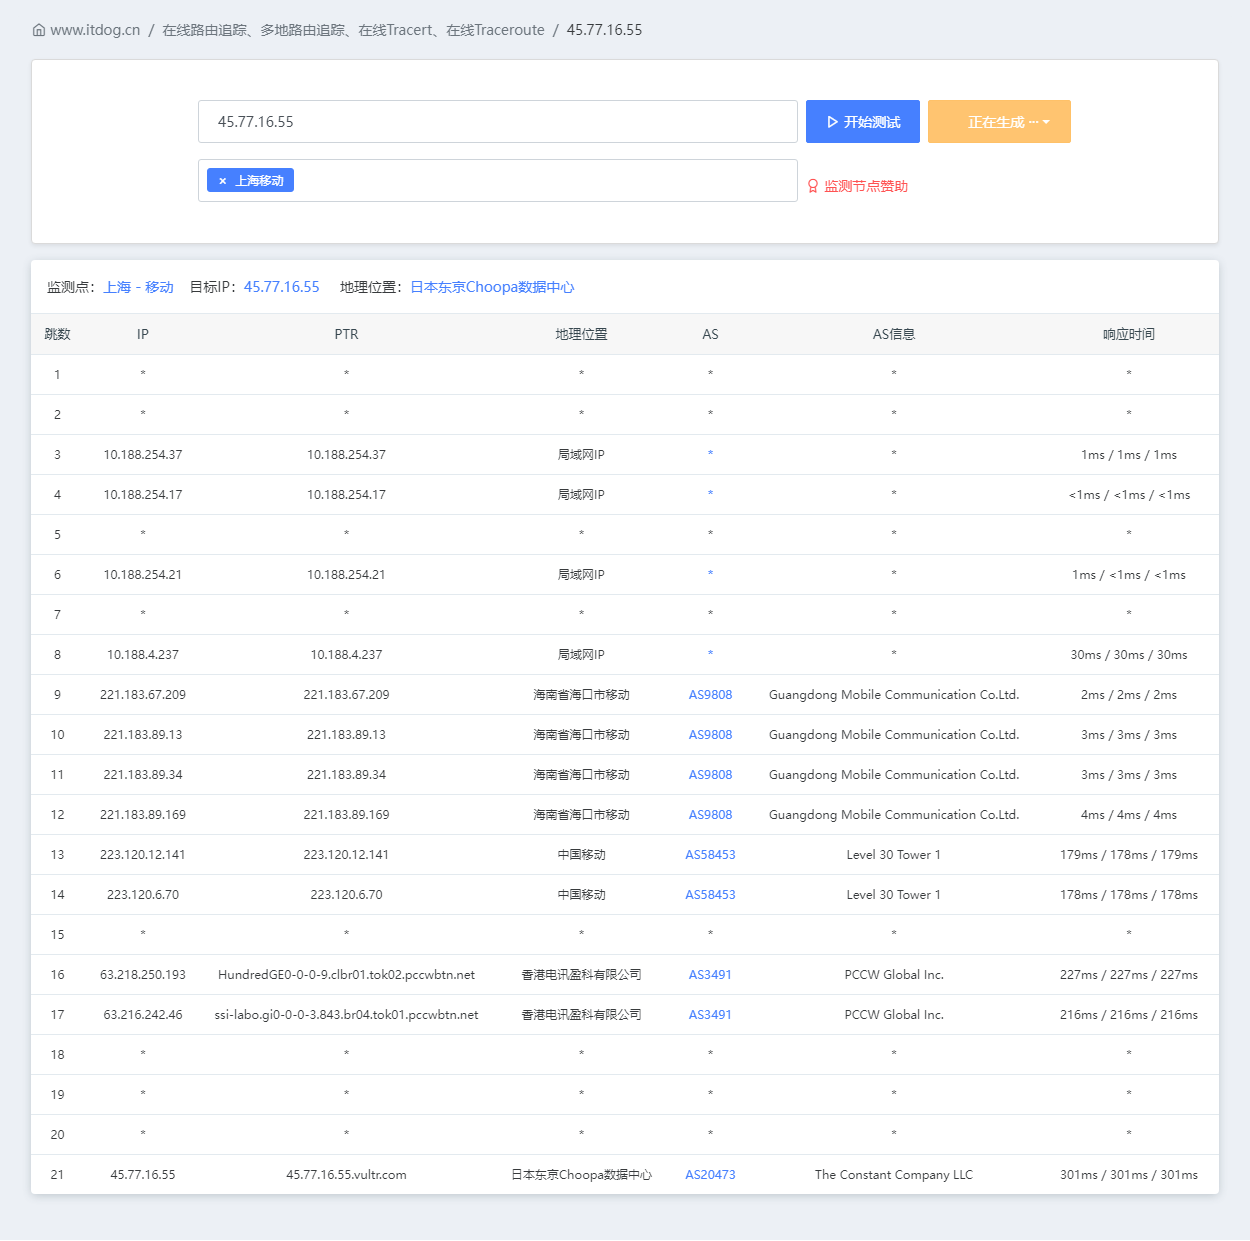 www.itdog.cn / 在线路由追踪、多地路由追踪、在线Tracert、在线Traceroute / 45.77.16.55
45.77.16.55 开始测试 正在生成 ···
× 上海移动 监测节点赞助
监测点：上海 - 移动 目标IP：45.77.16.55 地理位置：日本东京Choopa数据中心
跳数 IP PTR 地理位置 AS AS信息 响应时间
1 * * * * * *
2 * * * * * *
3 10.188.254.37 10.188.254.37 局域网IP * * 1ms / 1ms / 1ms
4 10.188.254.17 10.188.254.17 局域网IP * * <1ms / <1ms / <1ms
5 * * * * * *
6 10.188.254.21 10.188.254.21 局域网IP * * 1ms / <1ms / <1ms
7 * * * * * *
8 10.188.4.237 10.188.4.237 局域网IP * * 30ms / 30ms / 30ms
9 221.183.67.209 221.183.67.209 海南省海口市移动 AS9808 Guangdong Mobile Communication Co.Ltd. 2ms / 2ms / 2ms
10 221.183.89.13 221.183.89.13 海南省海口市移动 AS9808 Guangdong Mobile Communication Co.Ltd. 3ms / 3ms / 3ms
11 221.183.89.34 221.183.89.34 海南省海口市移动 AS9808 Guangdong Mobile Communication Co.Ltd. 3ms / 3ms / 3ms
12 221.183.89.169 221.183.89.169 海南省海口市移动 AS9808 Guangdong Mobile Communication Co.Ltd. 4ms / 4ms / 4ms
13 223.120.12.141 223.120.12.141 中国移动 AS58453 Level 30 Tower 1 179ms / 178ms / 179ms
14 223.120.6.70 223.120.6.70 中国移动 AS58453 Level 30 Tower 1 178ms / 178ms / 178ms
15 * * * * * *
16 63.218.250.193 HundredGE0-0-0-9.clbr01.tok02.pccwbtn.net 香港电讯盈科有限公司 AS3491 PCCW Global Inc. 227ms / 227ms / 227ms
17 63.216.242.46 ssi-labo.gi0-0-0-3.843.br04.tok01.pccwbtn.net 香港电讯盈科有限公司 AS3491 PCCW Global Inc. 216ms / 216ms / 216ms
18 * * * * * *
19 * * * * * *
20 * * * * * *
21 45.77.16.55 45.77.16.55.vultr.com 日本东京Choopa数据中心 AS20473 The Constant Company LLC 301ms / 301ms / 301ms